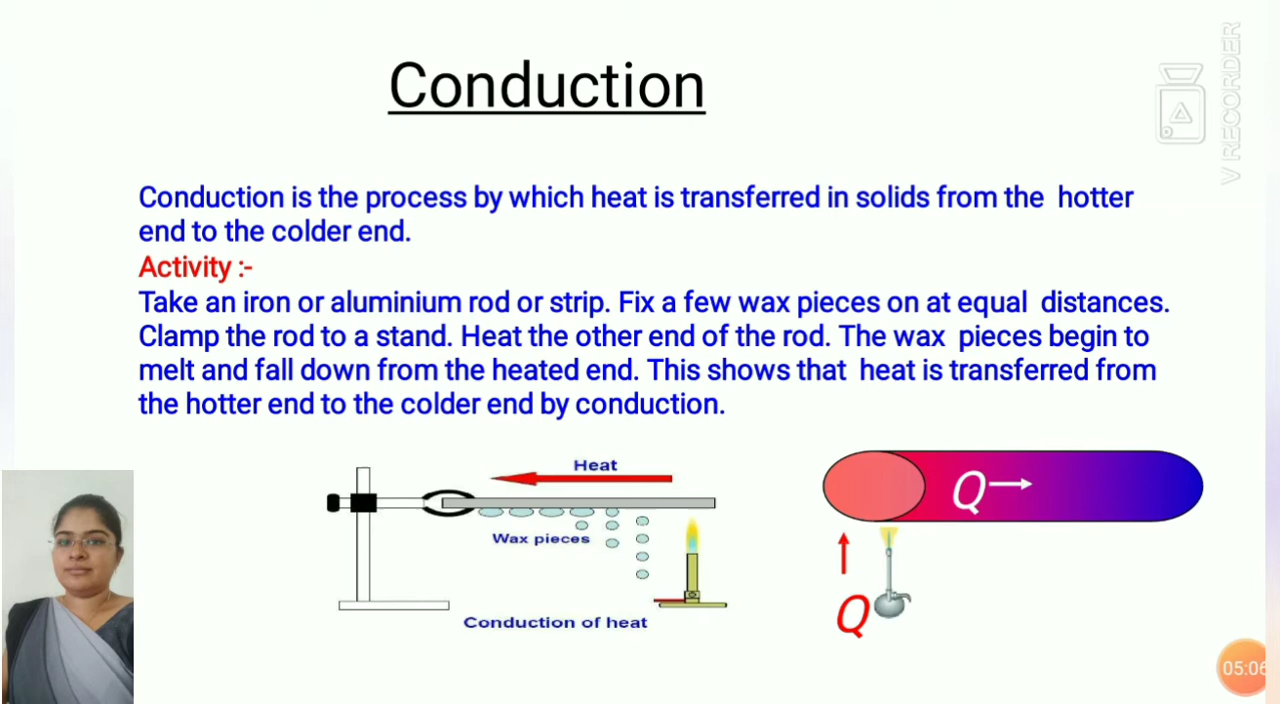 Conduction
V RECORDER
Conduction is the process by which heat is transferred in solids from the hotter
end to the colder end.
Activity :-
Take an iron or aluminium rod or strip. Fix a few wax pieces on at equal distances.
Clamp the rod to a stand. Heat the other end of the rod. The wax pieces begin to
melt and fall down from the heated end. This shows that heat is transferred from
the hotter end to the colder end by conduction.
Heat
Wax pieces
Conduction of heat
Q
Q
05:06